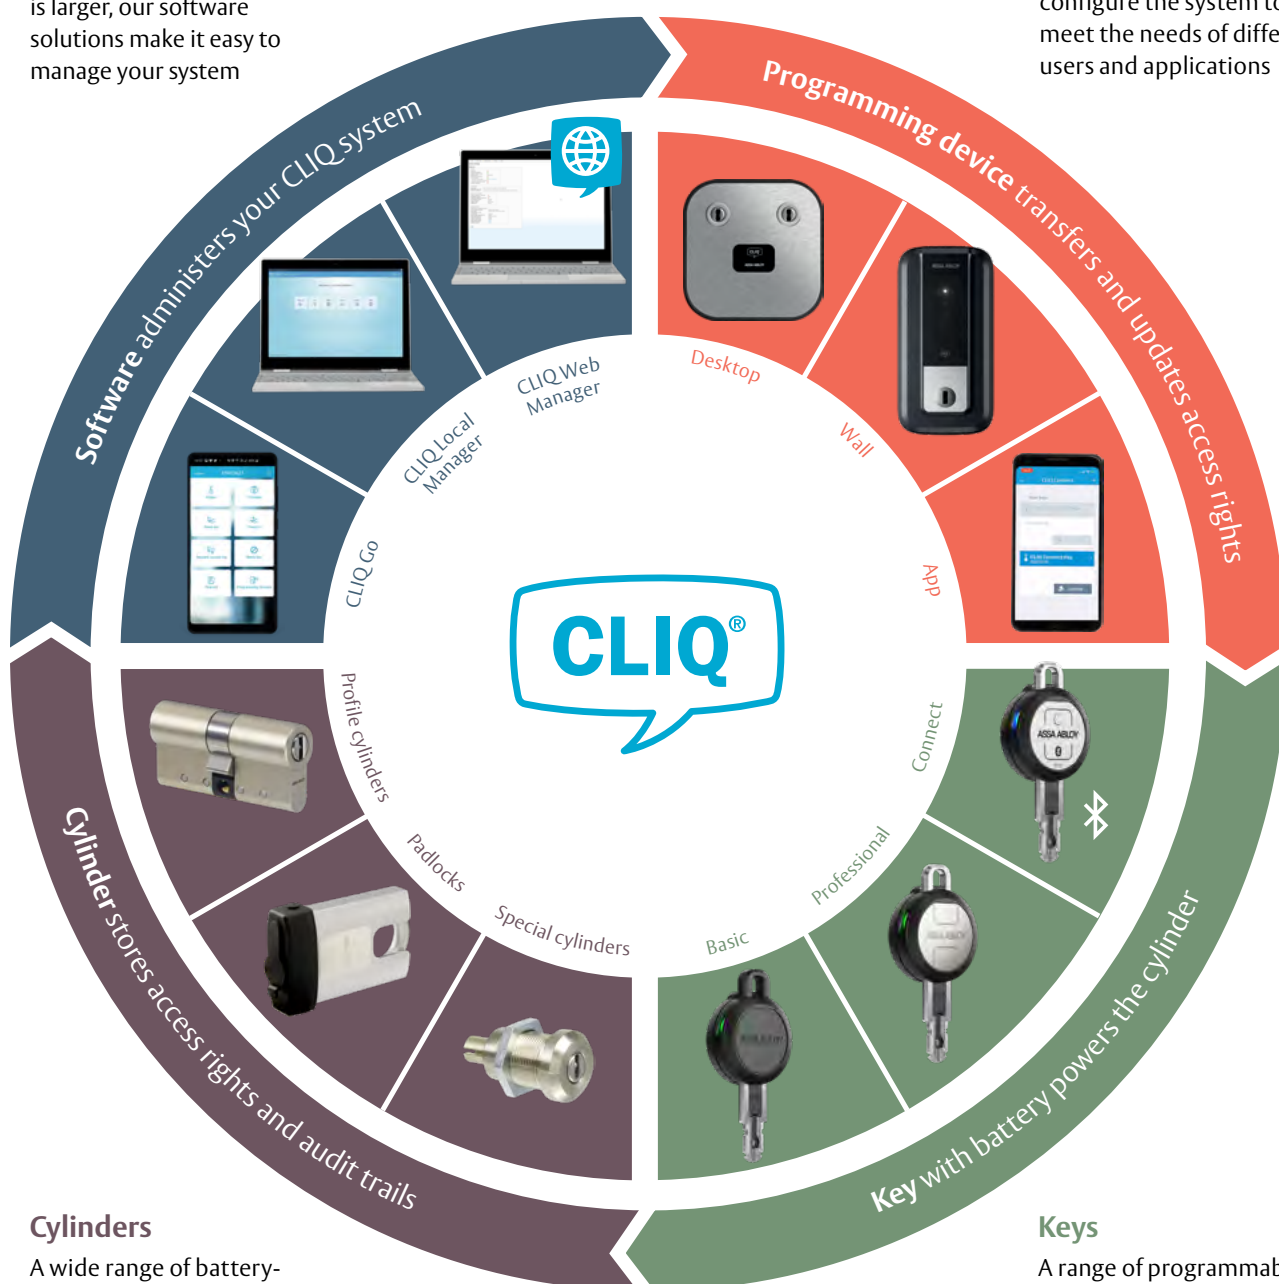 is larger, our software
solutions make it easy to
manage your system
configure the system to
meet the needs of diffe
users and applications
Software administers your CLIQ system
Programming device transfers and updates access rights
CLIQ Web
Manager
CLIQ Local
Manager
CLIQ Go
Desktop
Wall
App
CLIQ®
ASSA ABLOY
Profile cylinders
Padlocks
Special cylinders
Connect
Professional
Basic
Cylinder stores access rights and audit trails
Key with battery powers the cylinder
Cylinders
A wide range of battery-
Keys
A range of programmab